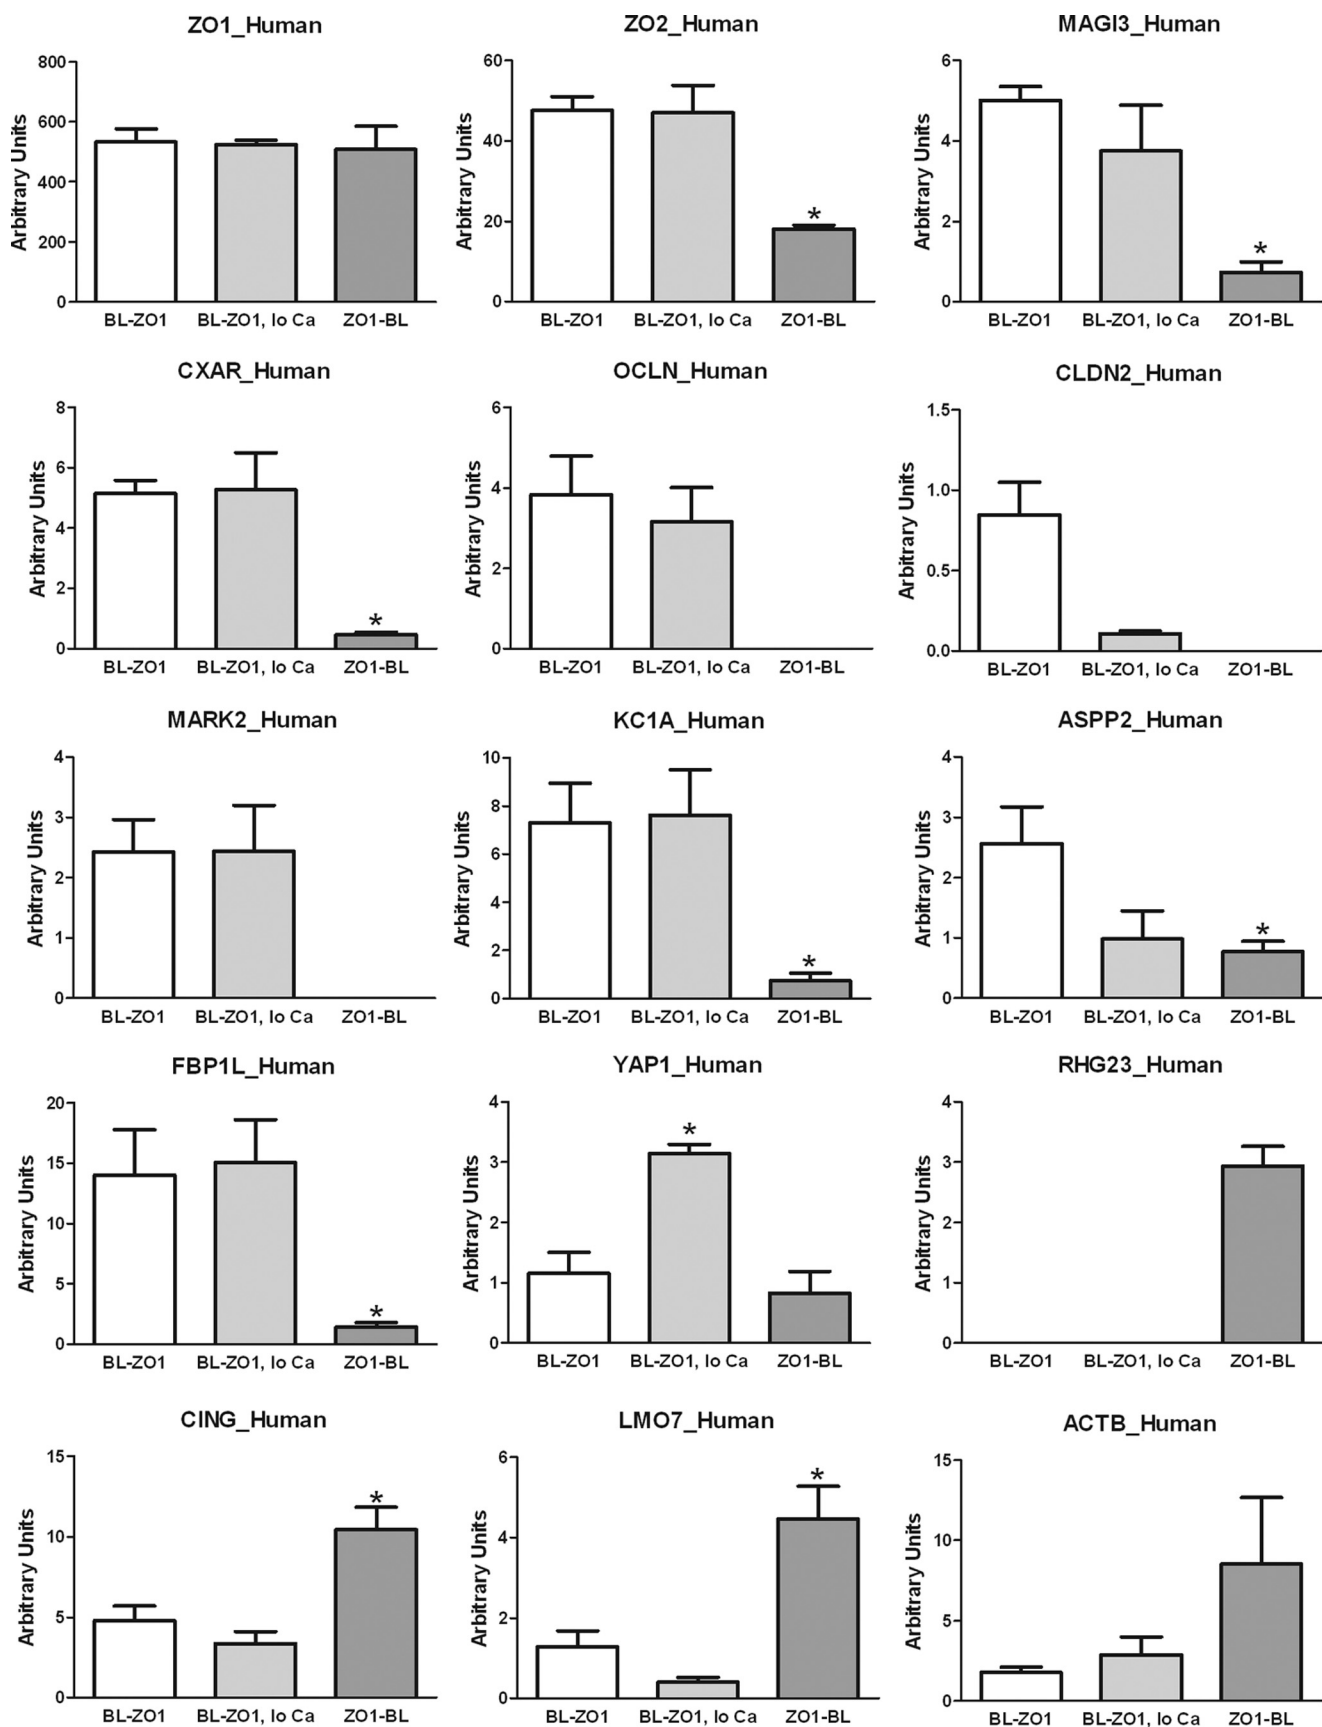 ZO1_Human
800
600
400
200
0
Arbitrary Units
BL-ZO1 BL-ZO1, lo Ca ZO1-BL
ZO2_Human
60
40
20
0
Arbitrary Units
*
BL-ZO1 BL-ZO1, lo Ca ZO1-BL
MAGI3_Human
6
4
2
0
Arbitrary Units
*
BL-ZO1 BL-ZO1, lo Ca ZO1-BL
CXAR_Human
8
6
4
2
0
Arbitrary Units
*
BL-ZO1 BL-ZO1, lo Ca ZO1-BL
OCLN_Human
6
4
2
0
Arbitrary Units
BL-ZO1 BL-ZO1, lo Ca ZO1-BL
CLDN2_Human
1.5
1.0
0.5
0.0
Arbitrary Units
BL-ZO1 BL-ZO1, lo Ca ZO1-BL
MARK2_Human
4
3
2
1
0
Arbitrary Units
BL-ZO1 BL-ZO1, lo Ca ZO1-BL
KC1A_Human
10
8
6
4
2
0
Arbitrary Units
*
BL-ZO1 BL-ZO1, lo Ca ZO1-BL
ASPP2_Human
4
3
2
1
0
Arbitrary Units
*
BL-ZO1 BL-ZO1, lo Ca ZO1-BL
FBP1L_Human
20
15
10
5
0
Arbitrary Units
*
BL-ZO1 BL-ZO1, lo Ca ZO1-BL
YAP1_Human
4
3
2
1
0
Arbitrary Units
*
BL-ZO1 BL-ZO1, lo Ca ZO1-BL
RHG23_Human
4
3
2
1
0
Arbitrary Units
BL-ZO1 BL-ZO1, lo Ca ZO1-BL
CING_Human
15
10
5
0
Arbitrary Units
*
BL-ZO1 BL-ZO1, lo Ca ZO1-BL
LMO7_Human
6
4
2
0
Arbitrary Units
*
BL-ZO1 BL-ZO1, lo Ca ZO1-BL
ACTB_Human
15
10
5
0
Arbitrary Units
BL-ZO1 BL-ZO1, lo Ca ZO1-BL